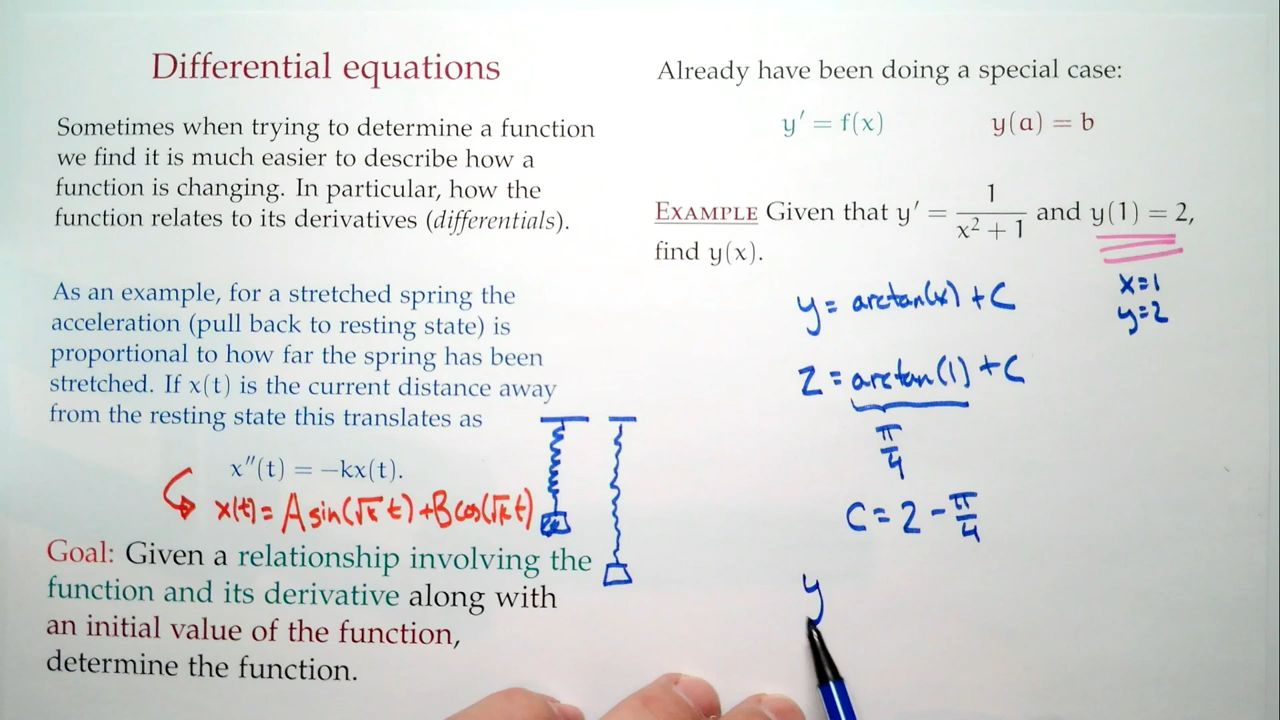 Differential equations
Sometimes when trying to determine a function
we find it is much easier to describe how a
function is changing. In particular, how the
function relates to its derivatives (differentials).
As an example, for a stretched spring the
acceleration (pull back to resting state) is
proportional to how far the spring has been
stretched. If x(t) is the current distance away
from the resting state this translates as
x″(t) = −kx(t).
x(t) = A sin(√k t) + B cos(√k t)
Goal: Given a relationship involving the
function and its derivative along with
an initial value of the function,
determine the function.
Already have been doing a special case:
y′ = f(x) y(a) = b
EXAMPLE Given that y′ = 1/(x² + 1) and y(1) = 2,
find y(x).
y = arctan(x) + C
x=1
y=2
2 = arctan(1) + C
π/4
C = 2 − π/4
y